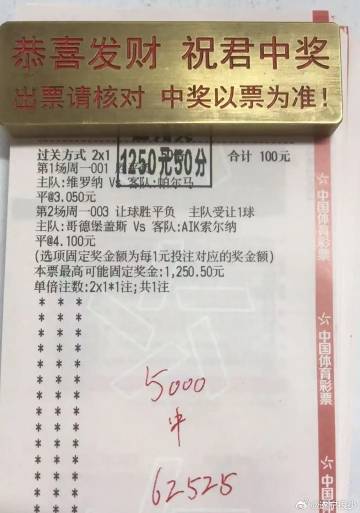 恭喜发财 祝君中奖
出票请核对 中奖以票为准！
过关方式 2x1 合计 100元
1250元50分
第1场周一001
主队:维罗纳 Vs 客队:帕尔马
平@3.050元
第2场周一003 让球胜平负 主队受让1球
主队:哥德堡盖斯 Vs 客队:AIK索尔纳
平@4.100元
(选项固定奖金额为每1元投注对应的奖金额)
本票最高可能固定奖金:1,250.50元
单倍注数:2x1*1注;共1注
5000
中
62525
中国体育彩票
中国体育彩票
中国体育彩票